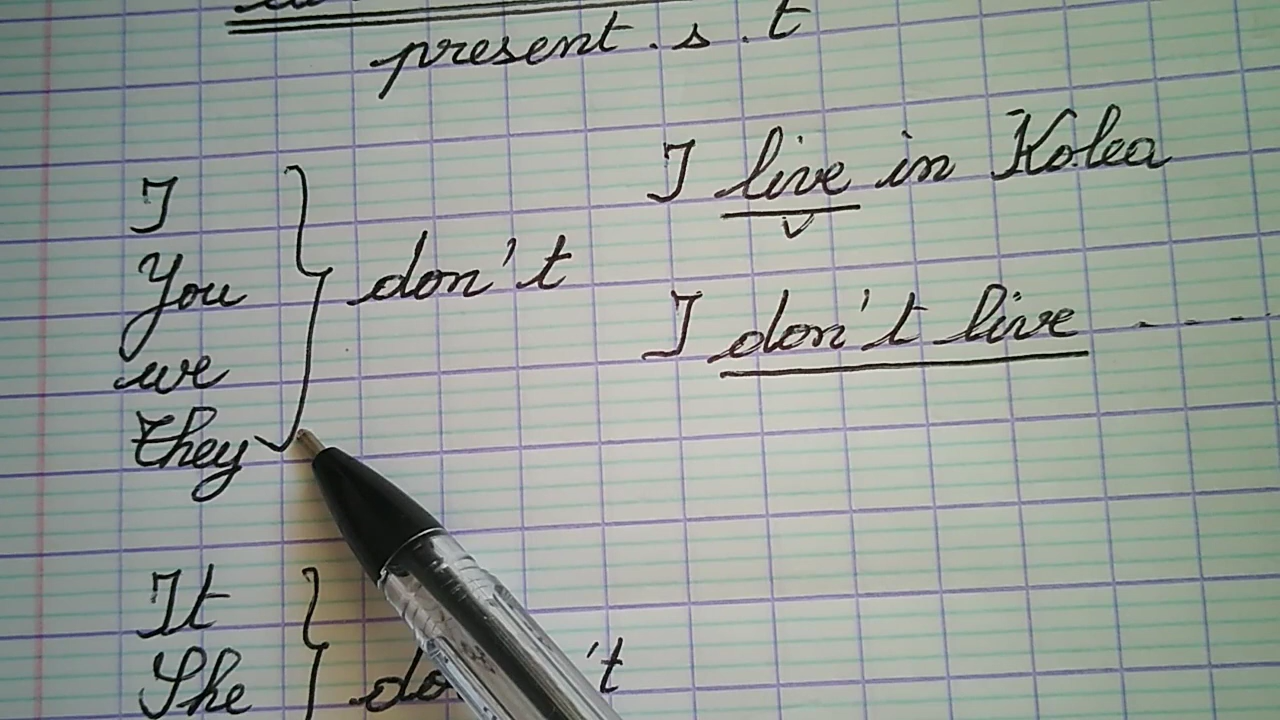 present . s . t
I live in Kolea
v
I
You
don't
I don't live ----
we
they
It
She